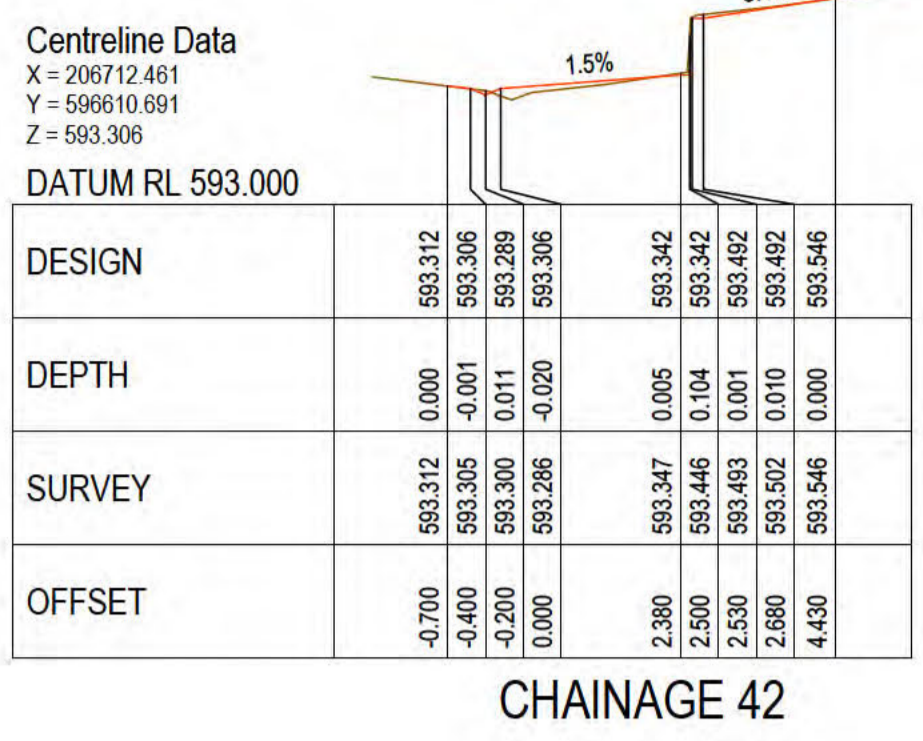 Centreline Data
X = 206712.461
Y = 596610.691
Z = 593.306
1.5%
DATUM RL 593.000
DESIGN 593.312 593.306 593.289 593.306 593.342 593.342 593.492 593.492 593.546
DEPTH 0.000 -0.001 0.011 -0.020 0.005 0.104 0.001 0.010 0.000
SURVEY 593.312 593.305 593.300 593.286 593.347 593.446 593.493 593.502 593.546
OFFSET -0.700 -0.400 -0.200 0.000 2.380 2.500 2.530 2.680 4.430
CHAINAGE 42